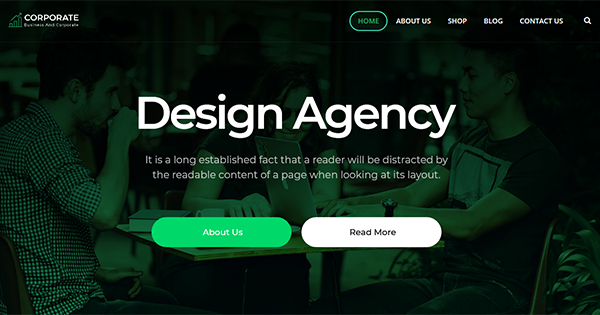 CORPORATE
Business And Corporate
HOME ABOUT US SHOP BLOG CONTACT US
Design Agency
It is a long established fact that a reader will be distracted by
the readable content of a page when looking at its layout.
About Us Read More